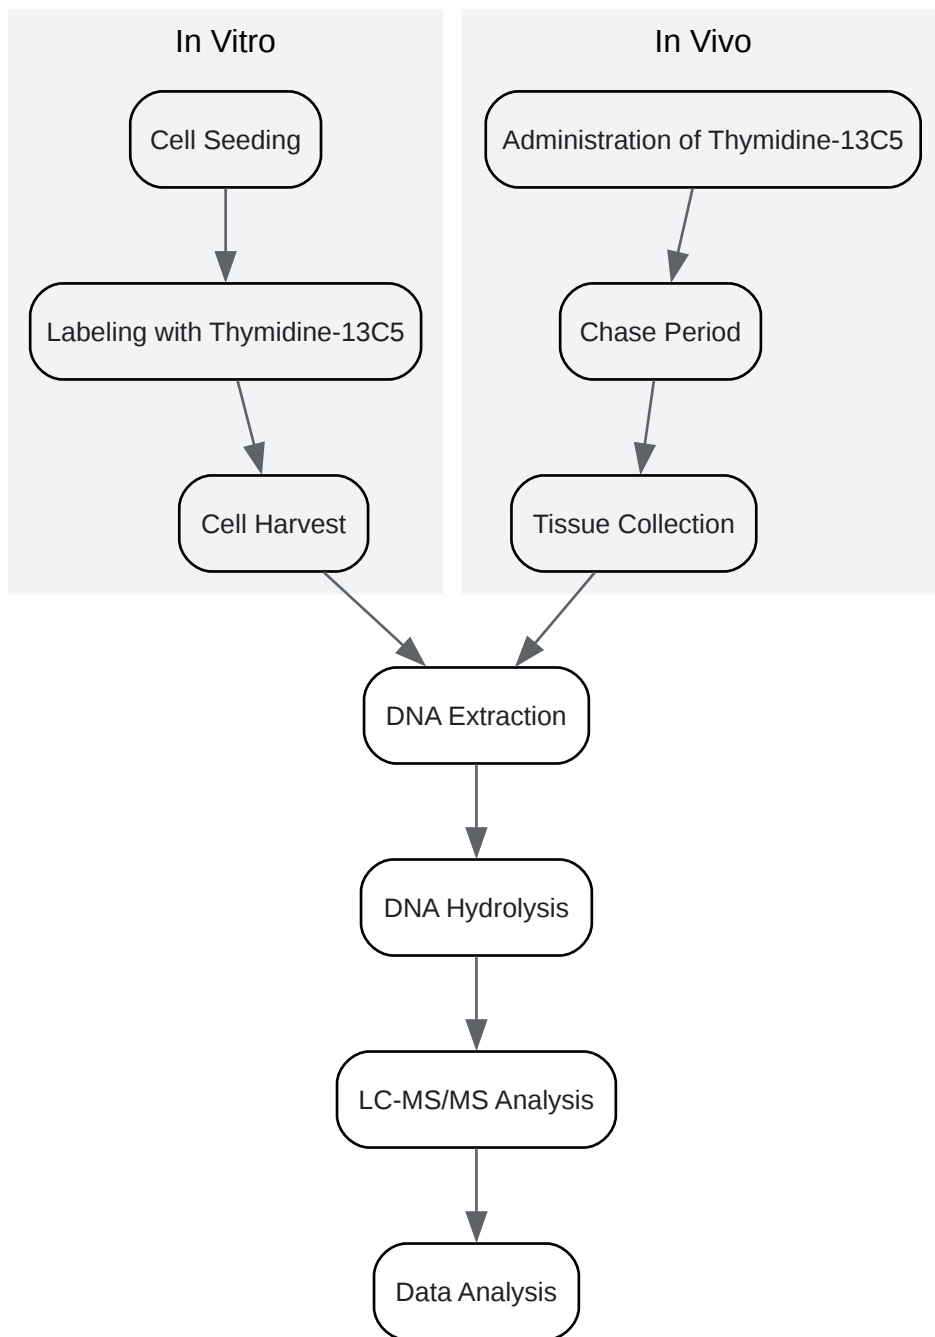 In Vitro
Cell Seeding
Labeling with Thymidine-13C5
Cell Harvest
In Vivo
Administration of Thymidine-13C5
Chase Period
Tissue Collection
DNA Extraction
DNA Hydrolysis
LC-MS/MS Analysis
Data Analysis